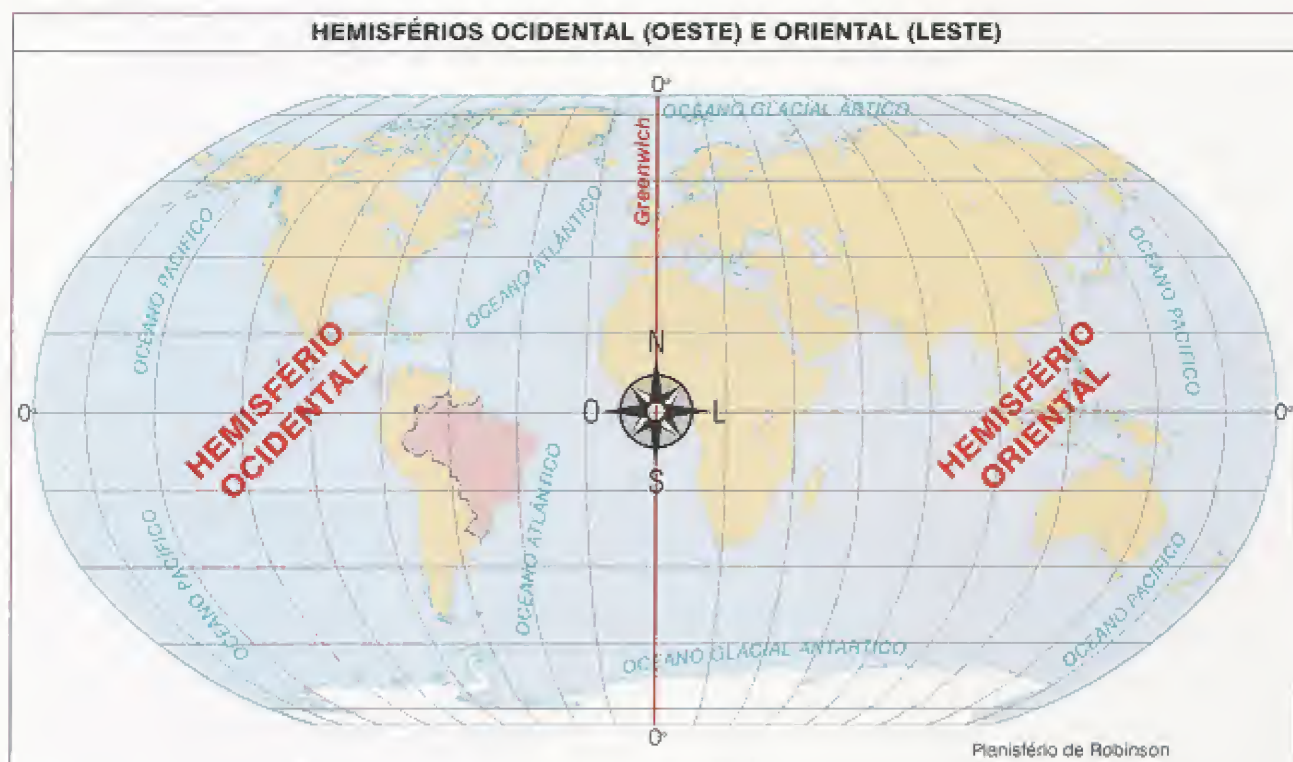 HEMISFÉRIOS OCIDENTAL (OESTE) E ORIENTAL (LESTE)
0°
OCEANO GLACIAL ÁRTICO
Greenwich
OCEANO PACÍFICO
OCEANO ATLÂNTICO
OCEANO PACÍFICO
HEMISFÉRIO
OCIDENTAL
N
HEMISFÉRIO
ORIENTAL
0°
O
L
0°
S
OCEANO PACÍFICO
OCEANO ATLÂNTICO
OCEANO PACÍFICO
OCEANO GLACIAL ANTÁRTICO
0°
Planisfério de Robinson